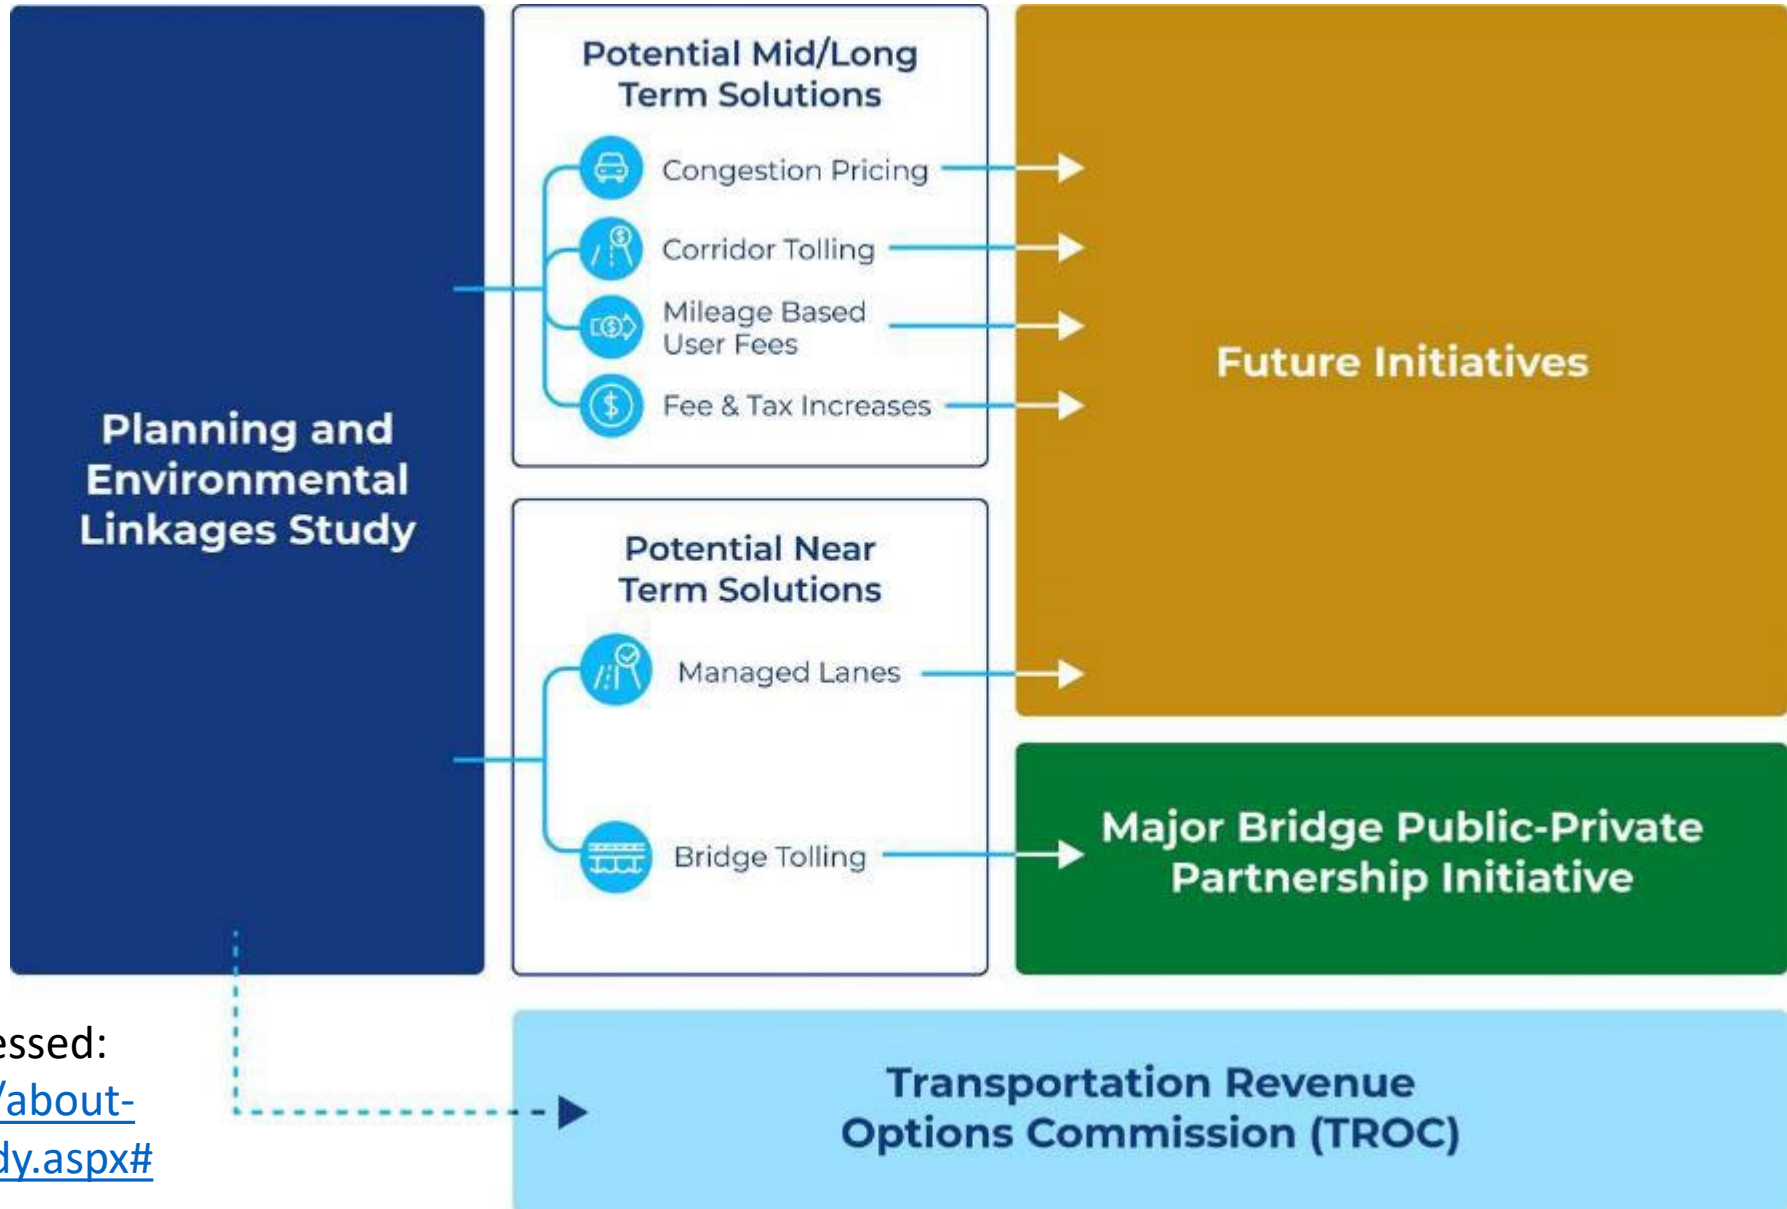 Planning and
Environmental
Linkages Study
Potential Mid/Long
Term Solutions
Congestion Pricing
Corridor Tolling
Mileage Based
User Fees
$
Fee & Tax Increases
Potential Near
Term Solutions
Managed Lanes
Bridge Tolling
Future Initiatives
Major Bridge Public-Private
Partnership Initiative
Transportation Revenue
Options Commission (TROC)
essed:
/about-
dy.aspx#